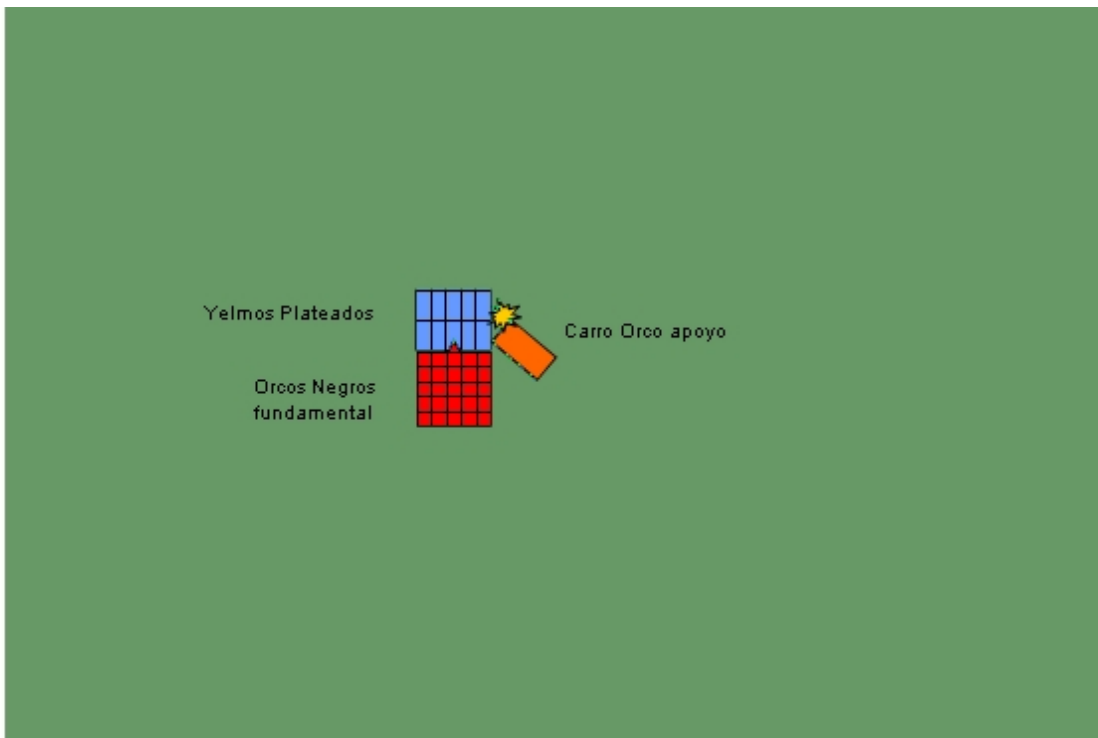 Yelmos Plateados
Carro Orco apoyo
Orcos Negros
fundamental